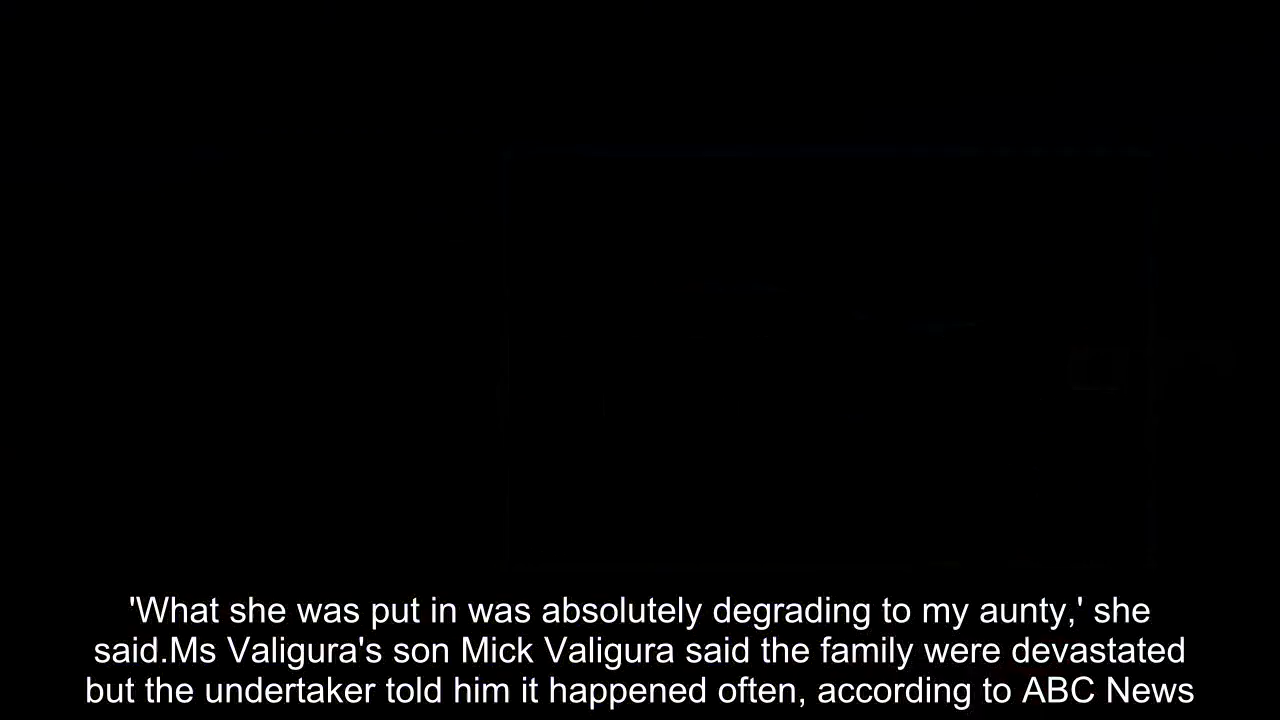 'What she was put in was absolutely degrading to my aunty,' she
said.Ms Valigura's son Mick Valigura said the family were devastated
but the undertaker told him it happened often, according to ABC News